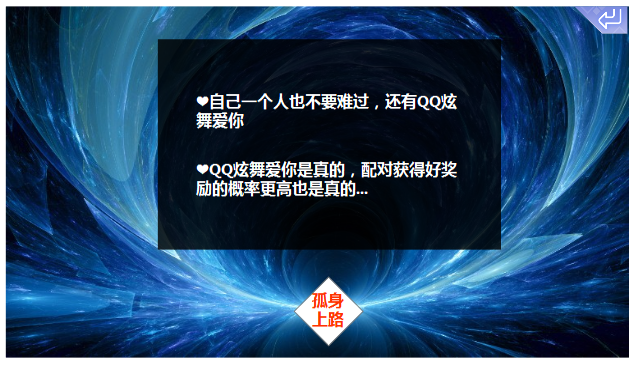 ❤自己一个人也不要难过，还有QQ炫
舞爱你
❤QQ炫舞爱你是真的，配对获得好奖
励的概率更高也是真的...
孤身
上路